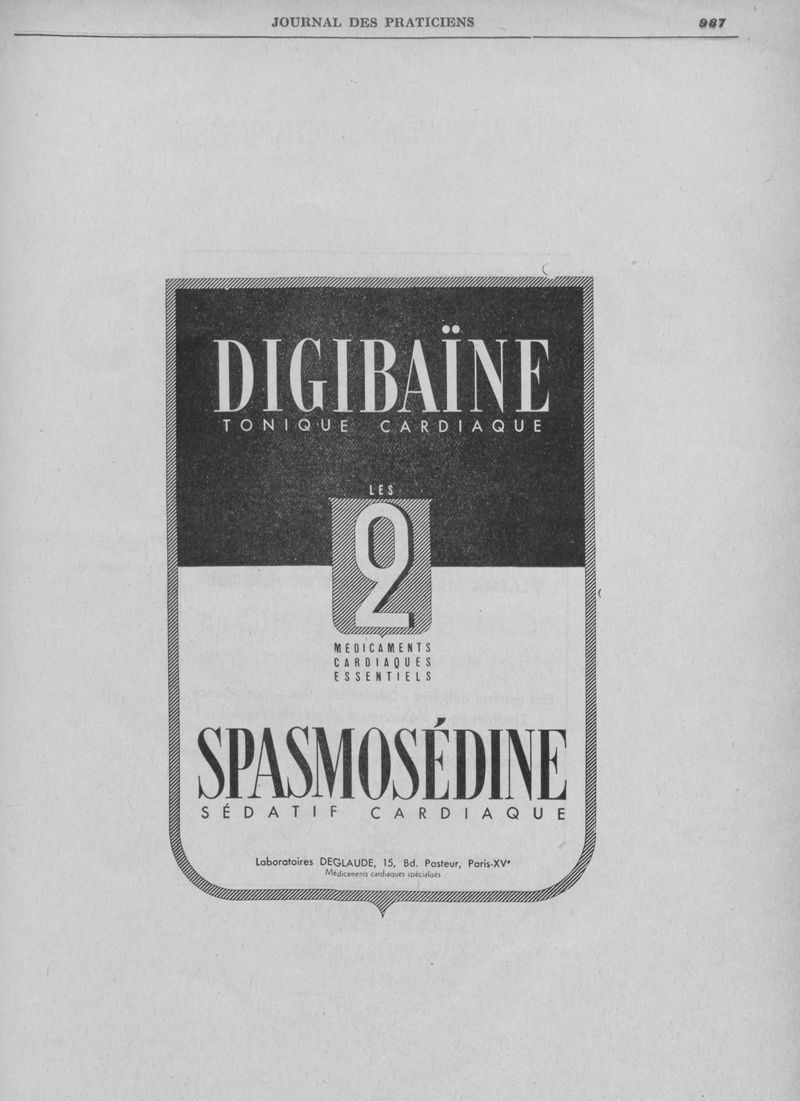 JOURNAL DES PRATICIENS
987
DIGIBAÏNE
TONIQUE CARDIAQUE
LES
2
MÉDICAMENTS
CARDIAQUES
ESSENTIELS
SPASMOSÉDINE
SÉDATIF CARDIAQUE
Laboratoires DEGLAUDE, 15, Bd. Pasteur, Paris-XVe
Médicaments cardiaques spécialisés